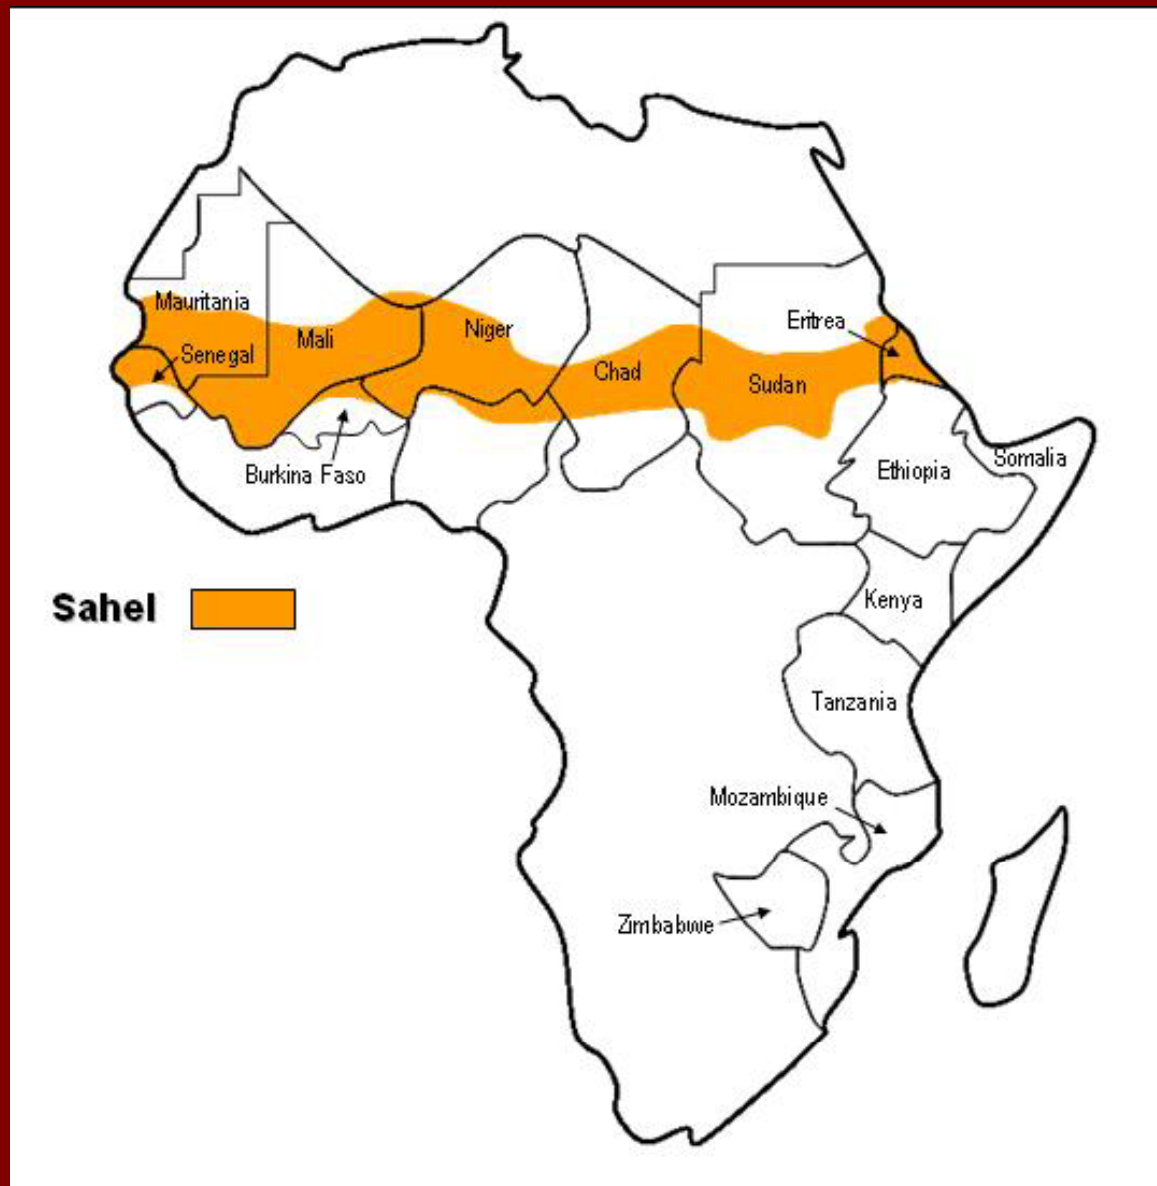 Mauritania
Eritrea
Niger
Mali
Senegal
Chad
Sudan
Somalia
Ethiopia
Burkina Faso
Kenya
Sahel
Tanzania
Mozambique
Zimbabwe